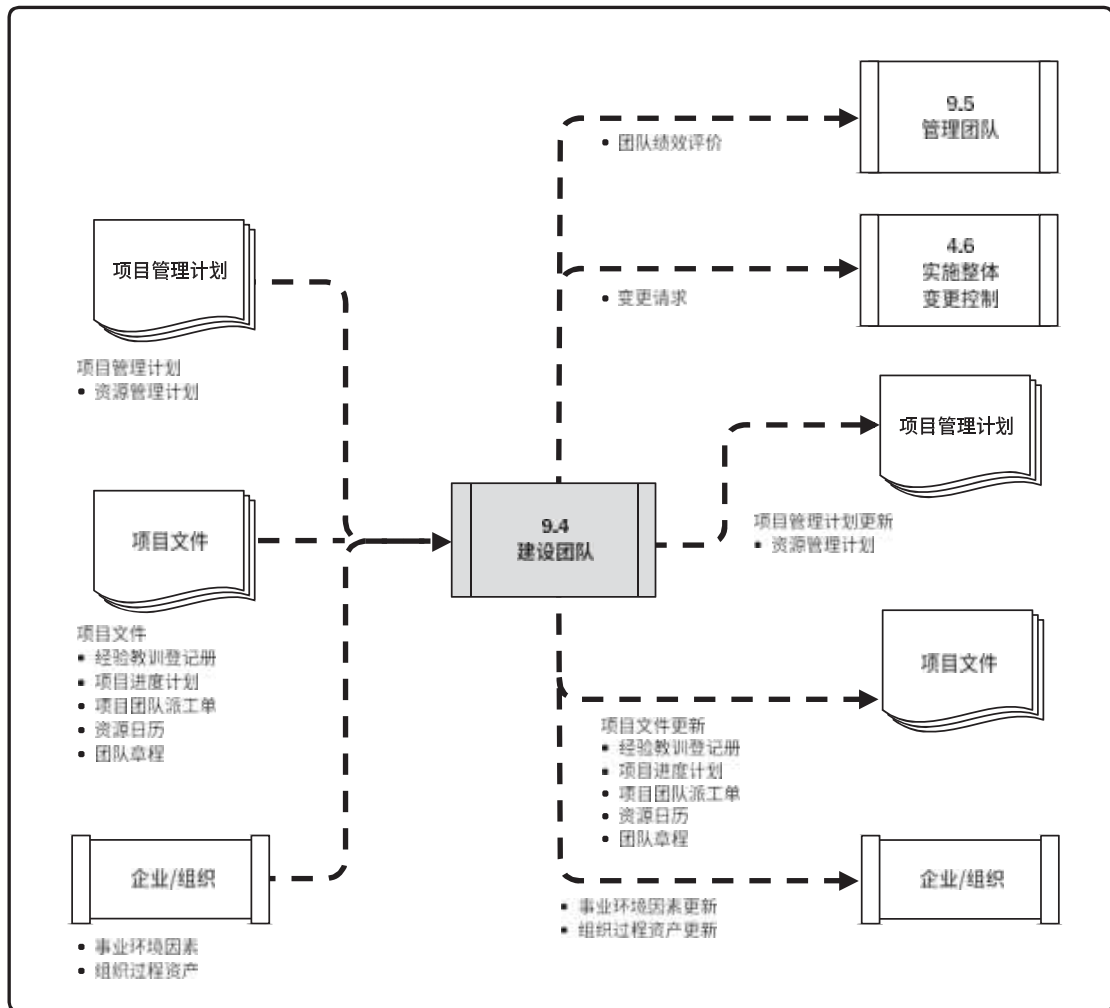 9.5
管理团队
• 团队绩效评价
4.6
实施整体
变更控制
• 变更请求
项目管理计划
项目管理计划
• 资源管理计划
项目管理计划
项目管理计划更新
• 资源管理计划
9.4
建设团队
项目文件
项目文件
• 经验教训登记册
• 项目进度计划
• 项目团队派工单
• 资源日历
• 团队章程
项目文件
项目文件更新
• 经验教训登记册
• 项目进度计划
• 项目团队派工单
• 资源日历
• 团队章程
企业/组织
• 事业环境因素
• 组织过程资产
企业/组织
• 事业环境因素更新
• 组织过程资产更新